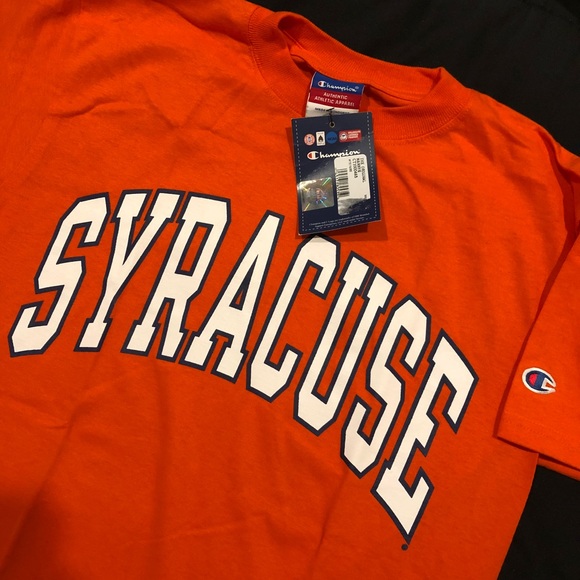 Champion
AUTHENTIC
ATHLETIC APPAREL
Champion
SYRACUSE